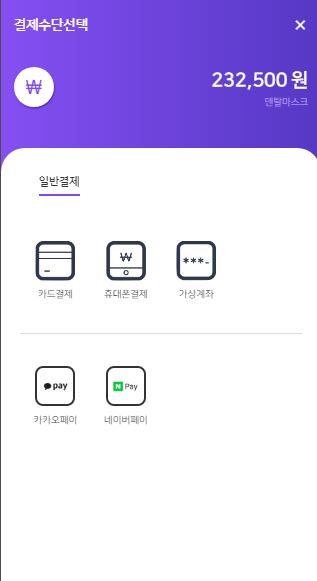 결제수단선택
×
₩
232,500 원
덴탈마스크
일반결제
₩
***-
카드결제
휴대폰결제
가상계좌
pay
N Pay
카카오페이
네이버페이